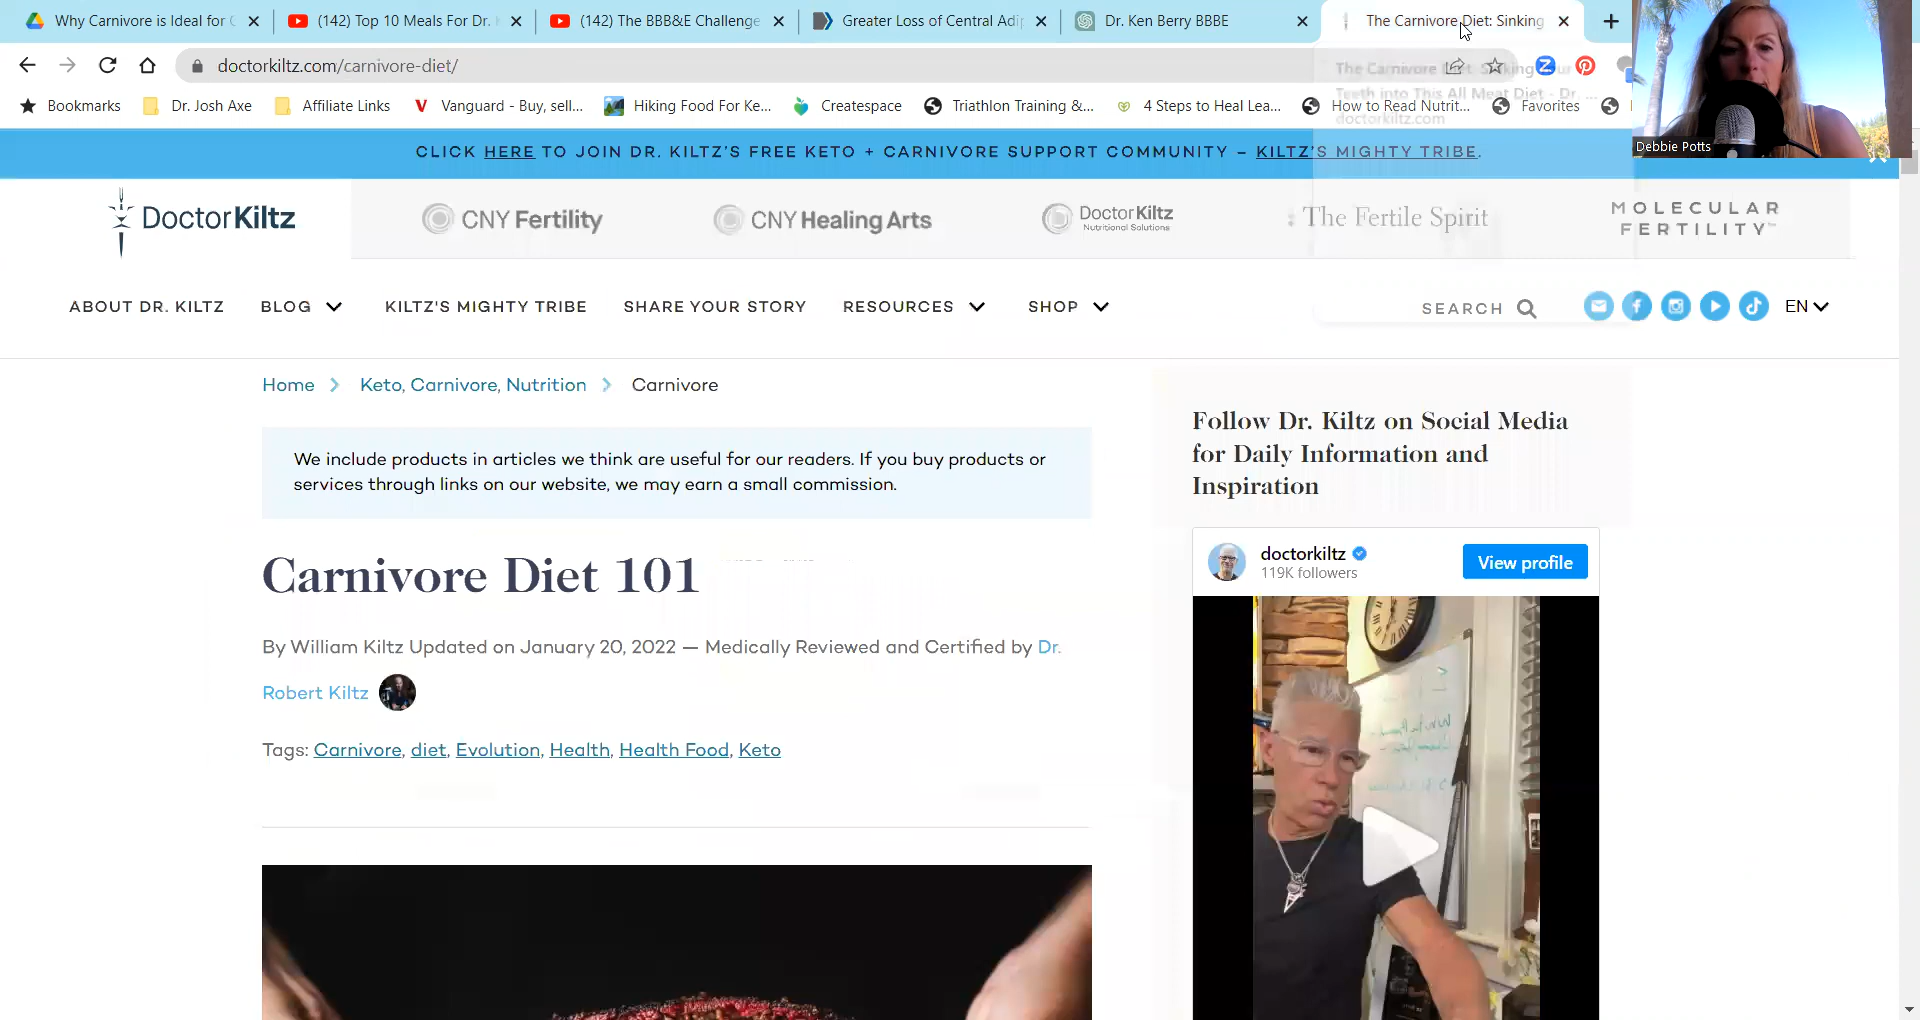 Why Carnivore is Ideal for
(142) Top 10 Meals For Dr.
(142) The BBB&E Challenge
Greater Loss of Central Adip
Dr. Ken Berry BBBE
The Carnivore Diet: Sinking
doctorkiltz.com/carnivore-diet/
The Carnivore Diet: Sinking Your
Teeth into This All Meat Diet - Dr. ...
doctorkiltz.com
Bookmarks
Dr. Josh Axe
Affiliate Links
Vanguard - Buy, sell...
Hiking Food For Ke...
Createspace
Triathlon Training &...
4 Steps to Heal Lea...
How to Read Nutrit...
Favorites
Debbie Potts
CLICK HERE TO JOIN DR. KILTZ'S FREE KETO + CARNIVORE SUPPORT COMMUNITY – KILTZ'S MIGHTY TRIBE.
DoctorKiltz
CNY Fertility
CNY Healing Arts
DoctorKiltz
Nutritional Solutions
The Fertile Spirit
MOLECULAR
FERTILITY
ABOUT DR. KILTZ
BLOG
KILTZ'S MIGHTY TRIBE
SHARE YOUR STORY
RESOURCES
SHOP
SEARCH
EN
Home
Keto, Carnivore, Nutrition
Carnivore
We include products in articles we think are useful for our readers. If you buy products or
services through links on our website, we may earn a small commission.
Carnivore Diet 101
By William Kiltz Updated on January 20, 2022 — Medically Reviewed and Certified by Dr.
Robert Kiltz
Tags: Carnivore, diet, Evolution, Health, Health Food, Keto
Follow Dr. Kiltz on Social Media
for Daily Information and
Inspiration
doctorkiltz
119K followers
View profile